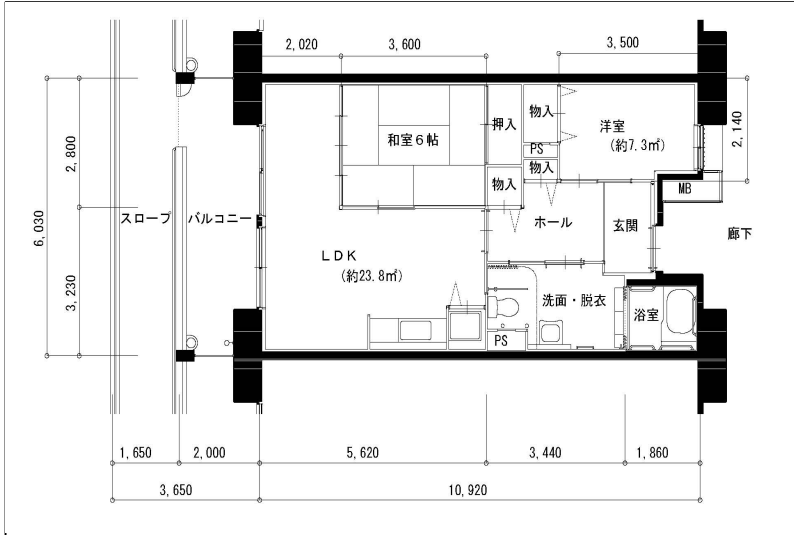 2,020
3,600
3,500
物入
押入
洋室
(約7.3㎡)
和室６帖
PS
物入
物入
2,140
MB
2,800
6,030
スロープ
バルコニー
ホール
玄関
廊下
LDK
(約23.8㎡)
3,230
洗面・脱衣
浴室
PS
1,650
2,000
5,620
3,440
1,860
3,650
10,920